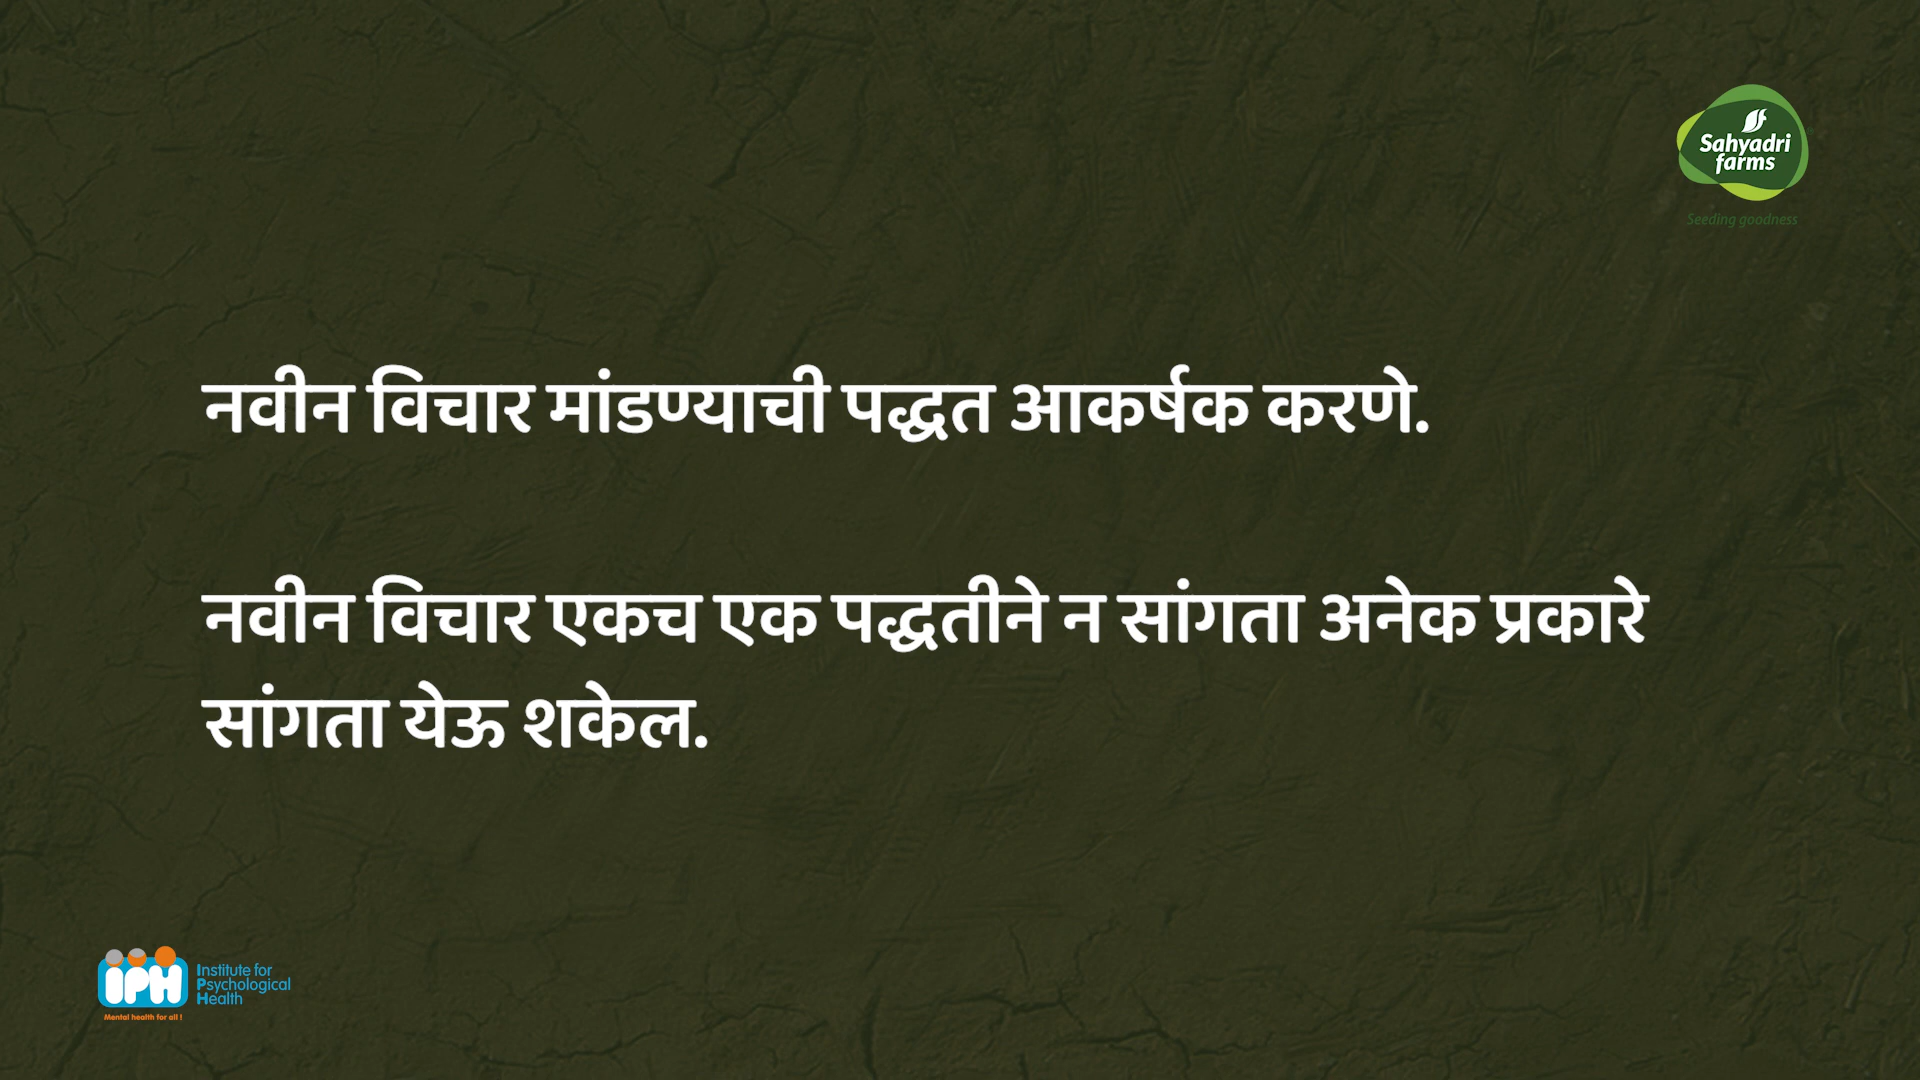 Sahyadri
farms
Seeding goodness
नवीन विचार मांडण्याची पद्धत आकर्षक करणे.
नवीन विचार एकच एक पद्धतीने न सांगता अनेक प्रकारे
सांगता येऊ शकेल.
iPH
Institute for
Psychological
Health
Mental health for all !